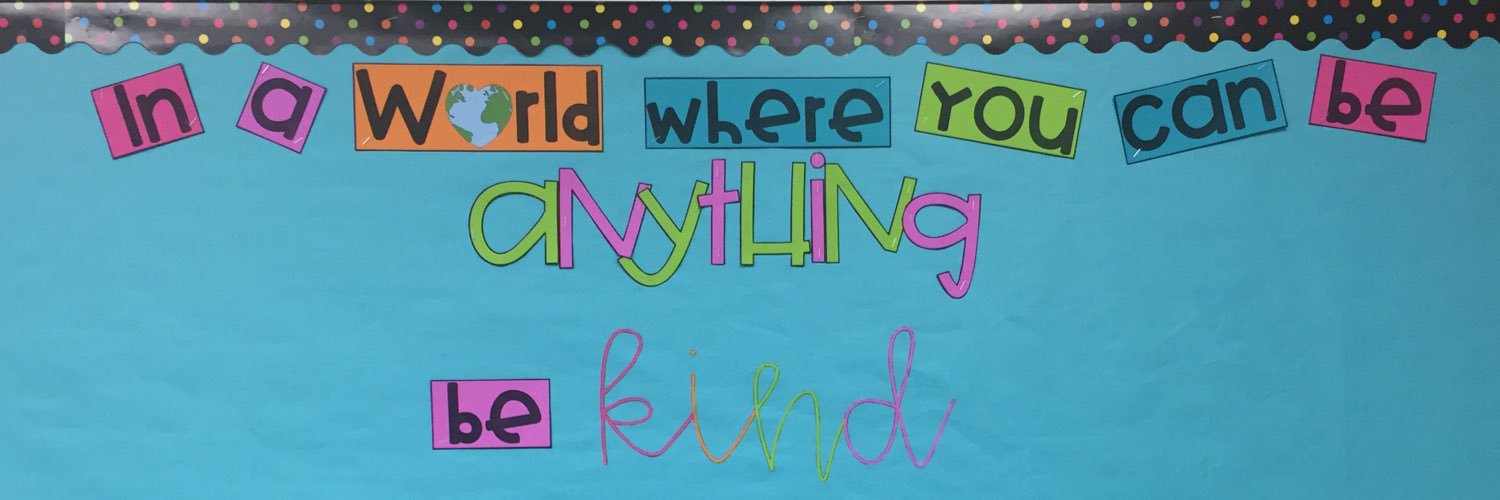 In a World where you can be
anything
be kind